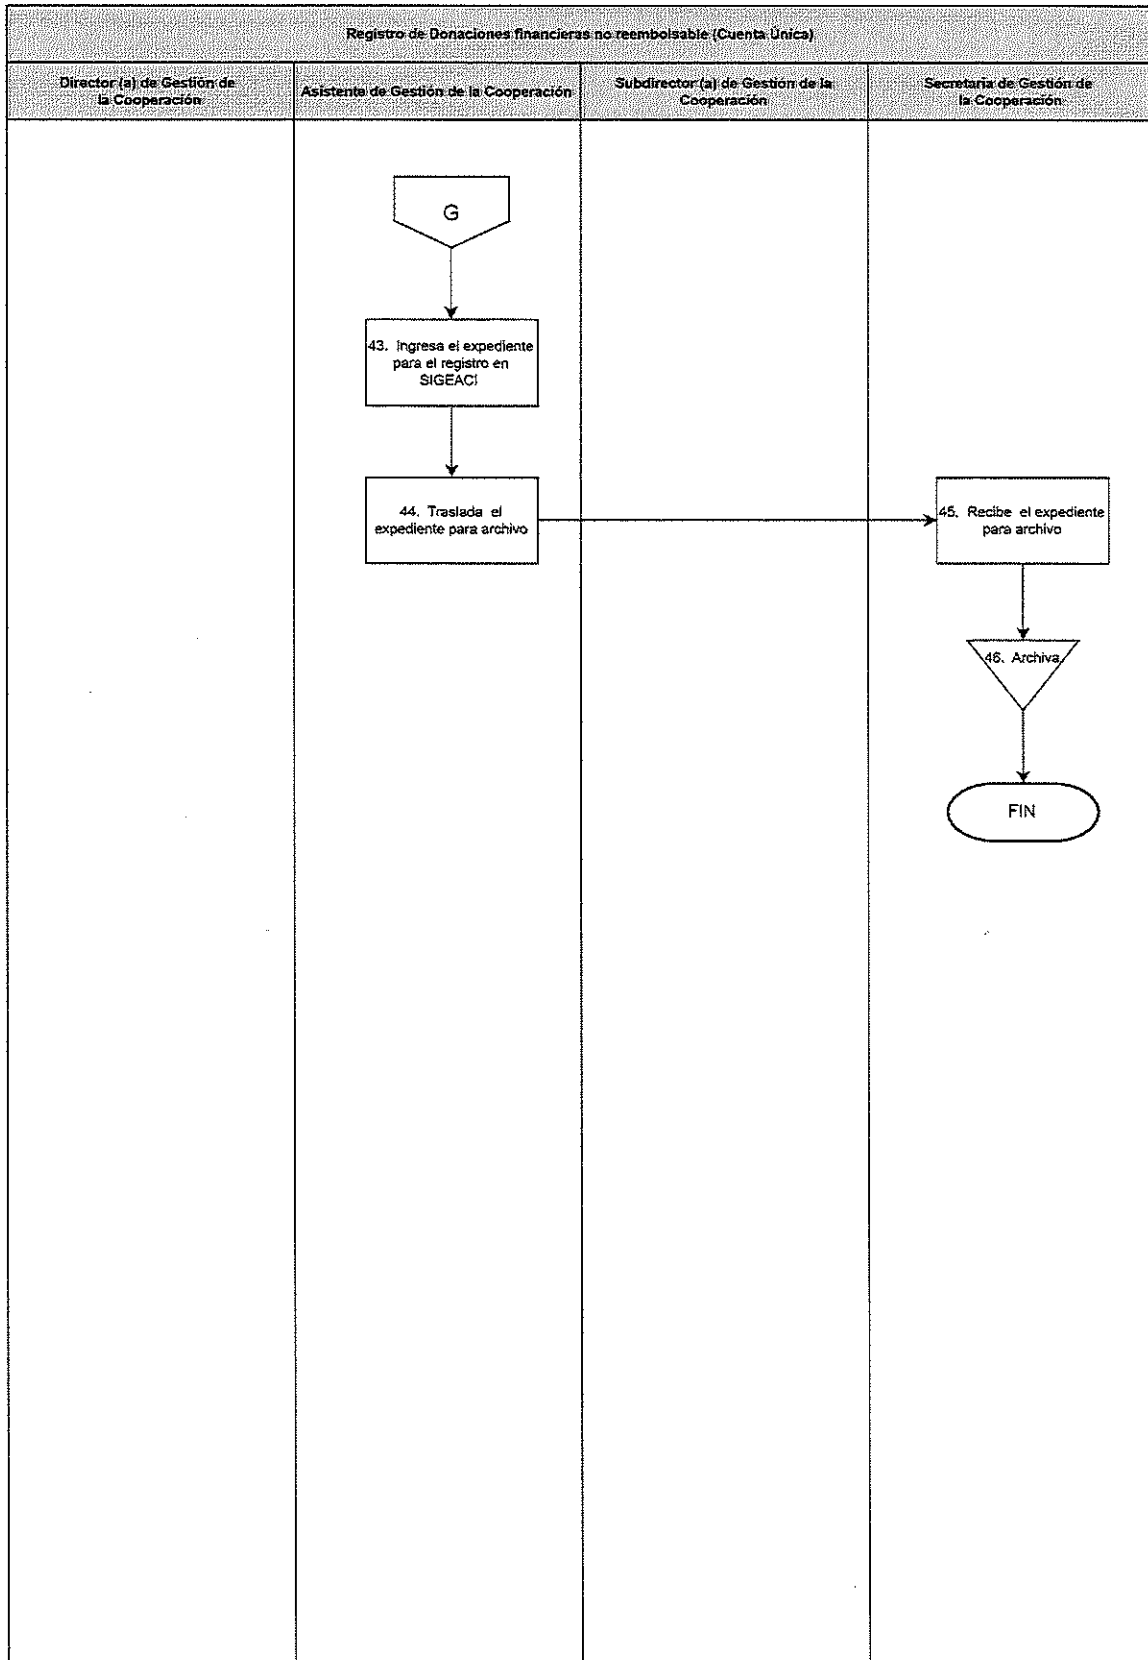 Registro de Donaciones financieras no reembolsable (Cuenta Única)
Director (a) de Gestión de
la Cooperación
Asistente de Gestión de la Cooperación
Subdirector (a) de Gestión de la
Cooperación
Secretaria de Gestión de
la Cooperación
G
43. Ingresa el expediente
para el registro en
SIGEACI
44. Traslada el
expediente para archivo
45. Recibe el expediente
para archivo
46. Archiva
FIN